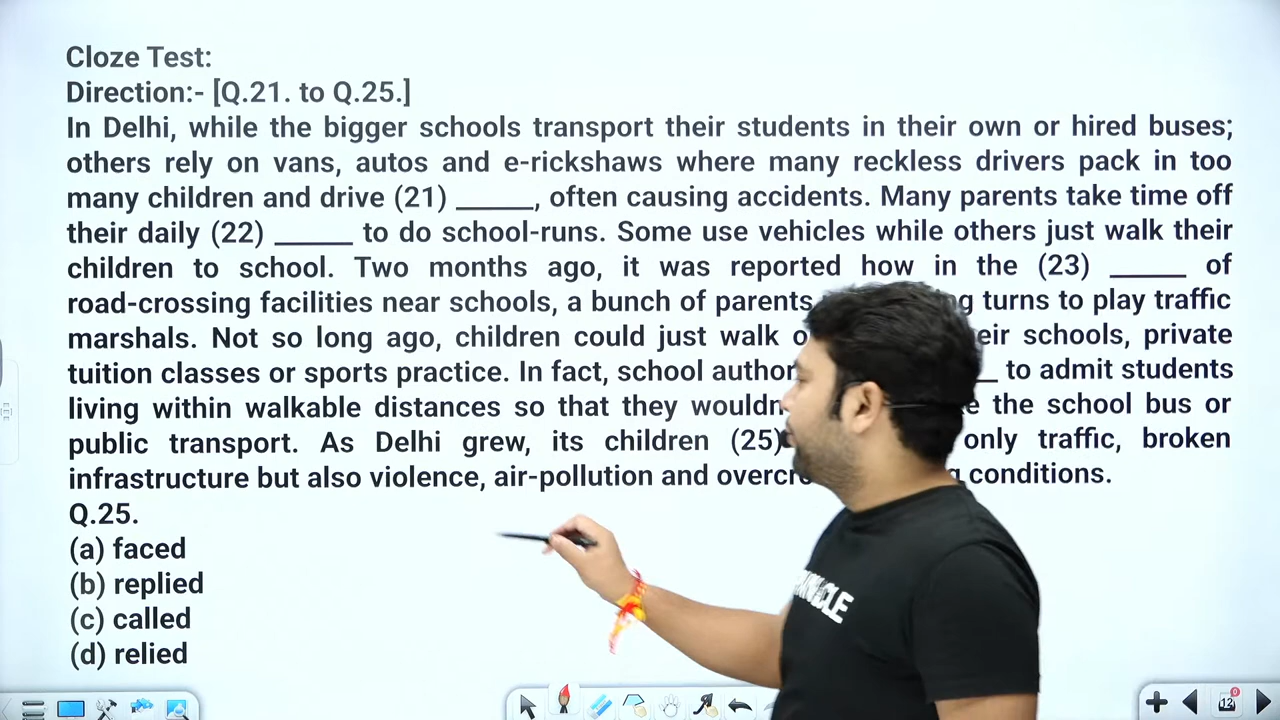 Cloze Test:
Direction:- [Q.21. to Q.25.]
In Delhi, while the bigger schools transport their students in their own or hired buses;
others rely on vans, autos and e-rickshaws where many reckless drivers pack in too
many children and drive (21) _____, often causing accidents. Many parents take time off
their daily (22) _____ to do school-runs. Some use vehicles while others just walk their
children to school. Two months ago, it was reported how in the (23) _____ of
road-crossing facilities near schools, a bunch of parents turns to play traffic
marshals. Not so long ago, children could just walk schools, private
tuition classes or sports practice. In fact, school to admit students
living within walkable distances so that they the school bus or
public transport. As Delhi grew, its children (25) only traffic, broken
infrastructure but also violence, air-pollution and conditions.
Q.25.
(a) faced
(b) replied
(c) called
(d) relied
12
0